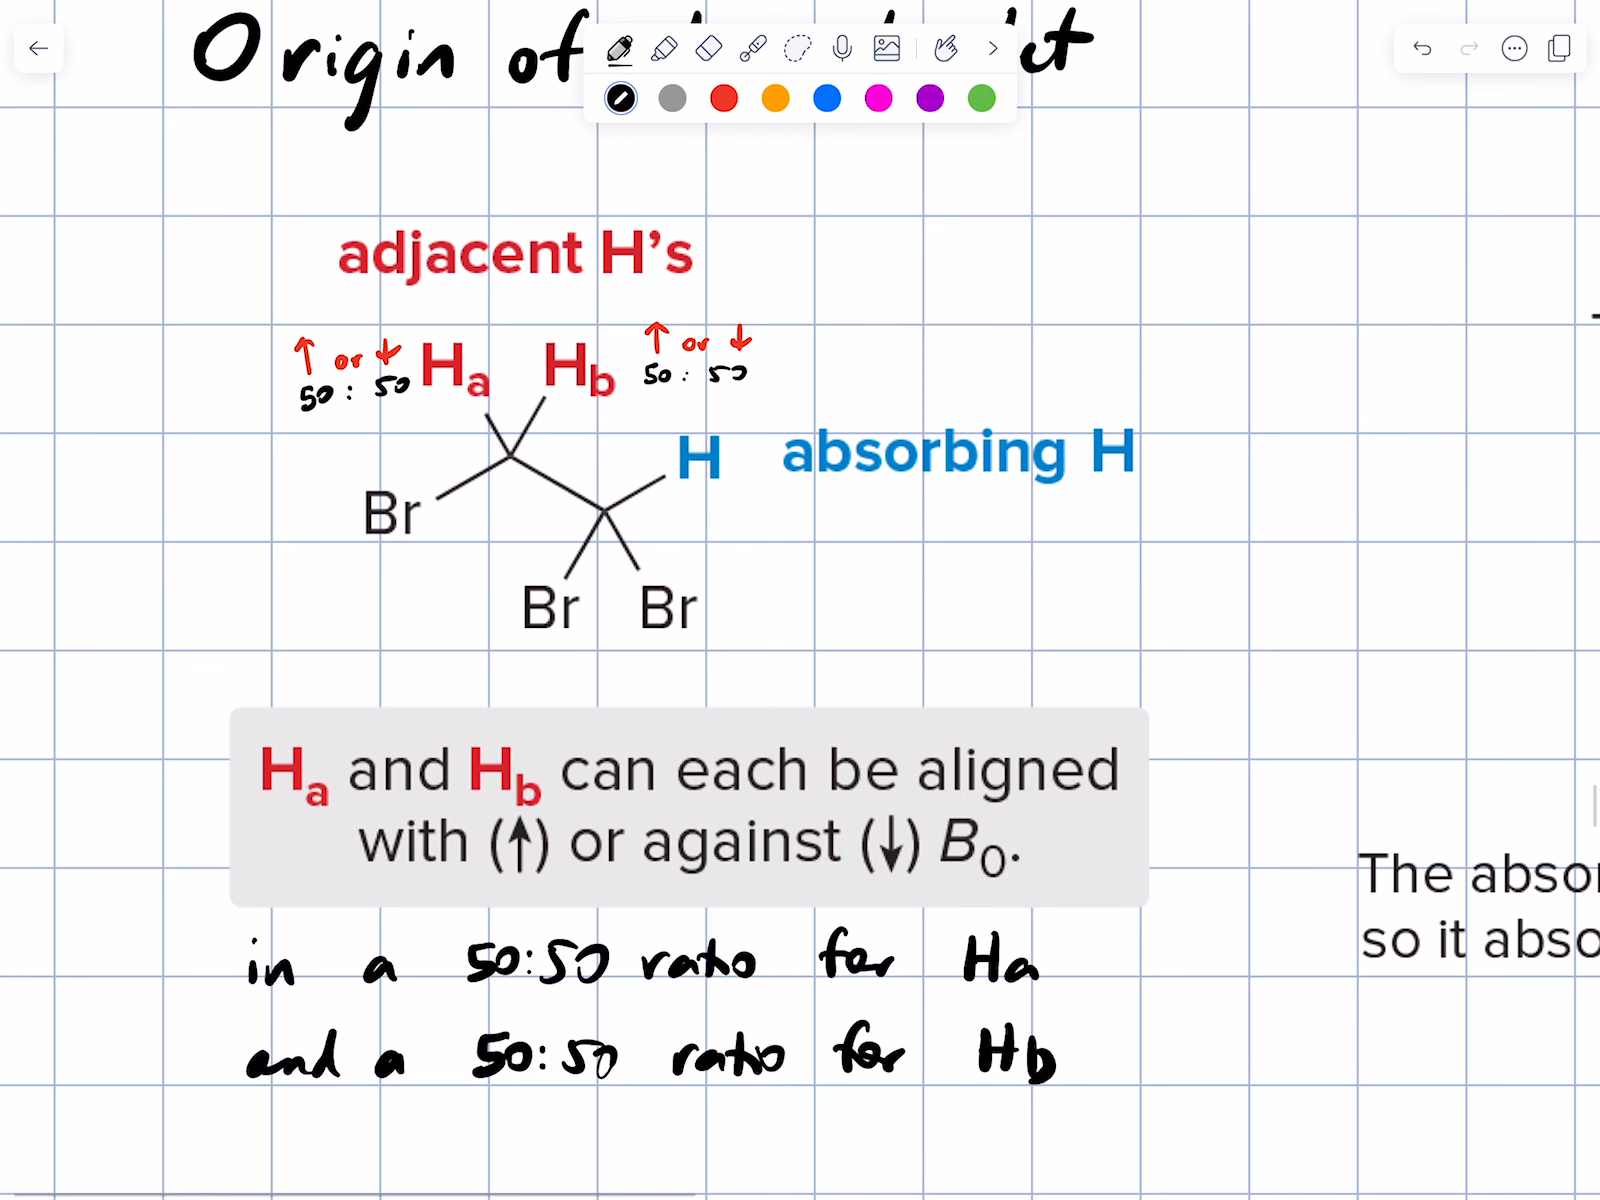 Origin of
adjacent H's
↑ or ↓ Ha Hb ↑ or ↓
50 : 50 50 : 50
H absorbing H
Br
Br Br
Ha and Hb can each be aligned
with (↑) or against (↓) B0.
in a 50:50 ratio for Ha
and a 50:50 ratio for Hb
The
so it